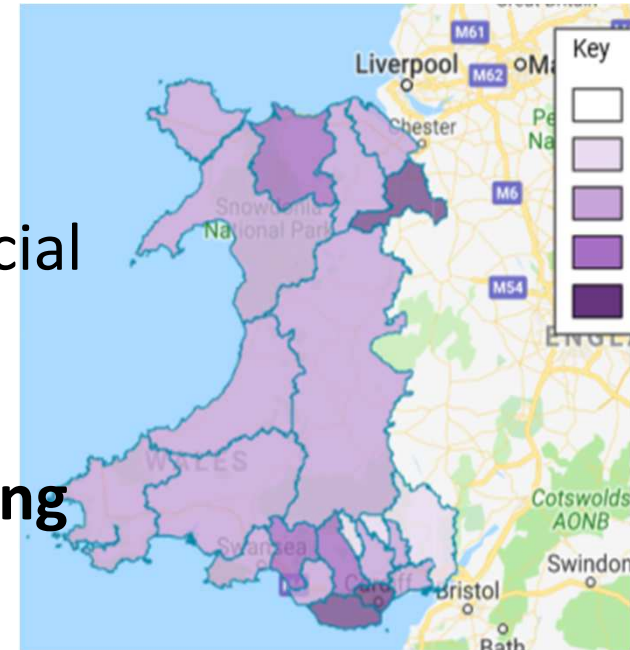 M61
Liverpool
M62
Key
Chester
cial
M6
Snowdonia
National Park
M54
WALES
ng
Cotswolds
AONB
Swansea
Swindon
Cardiff
Bristol
Bath